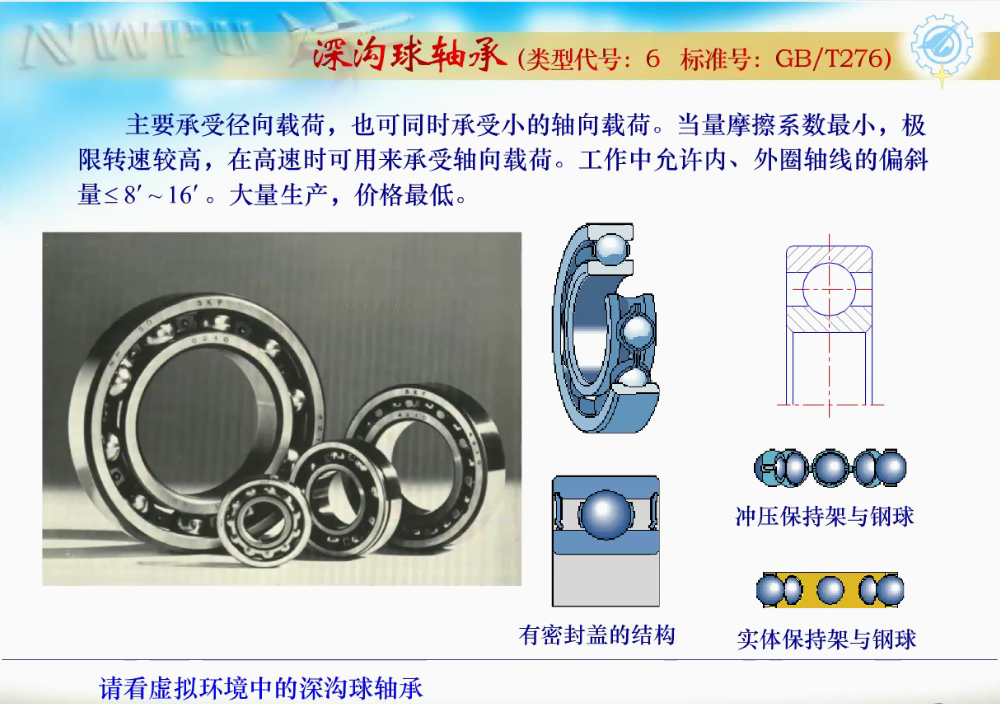 NWPU
深沟球轴承 (类型代号：6 标准号：GB/T276)
主要承受径向载荷，也可同时承受小的轴向载荷。当量摩擦系数最小，极
限转速较高，在高速时可用来承受轴向载荷。工作中允许内、外圈轴线的偏斜
量≤8′~16′。大量生产，价格最低。
SKF
6210
SKF
冲压保持架与钢球
有密封盖的结构
实体保持架与钢球
请看虚拟环境中的深沟球轴承